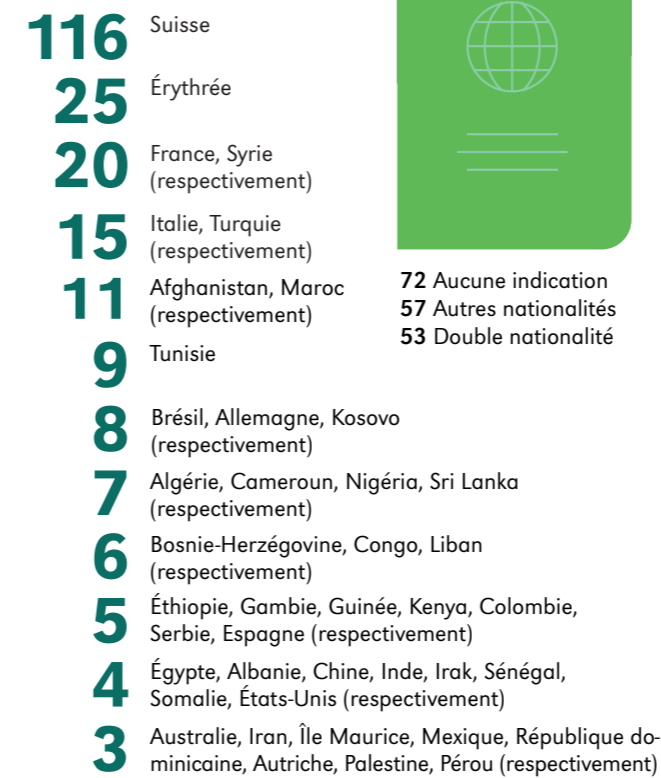 116 Suisse
25 Érythrée
20 France, Syrie
(respectivement)
15 Italie, Turquie
(respectivement)
11 Afghanistan, Maroc
(respectivement)
9 Tunisie
8 Brésil, Allemagne, Kosovo
(respectivement)
7 Algérie, Cameroun, Nigéria, Sri Lanka
(respectivement)
6 Bosnie-Herzégovine, Congo, Liban
(respectivement)
5 Éthiopie, Gambie, Guinée, Kenya, Colombie,
Serbie, Espagne (respectivement)
4 Égypte, Albanie, Chine, Inde, Irak, Sénégal,
Somalie, États-Unis (respectivement)
3 Australie, Iran, Île Maurice, Mexique, République do-
minicaine, Autriche, Palestine, Pérou (respectivement)
72 Aucune indication
57 Autres nationalités
53 Double nationalité